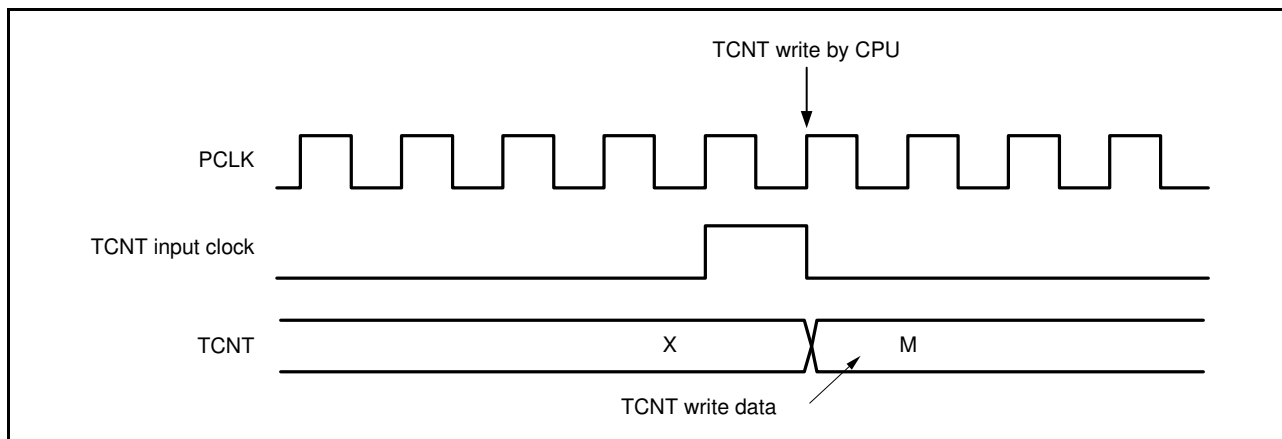 TCNT write by CPU
PCLK
TCNT input clock
TCNT
X
M
TCNT write data